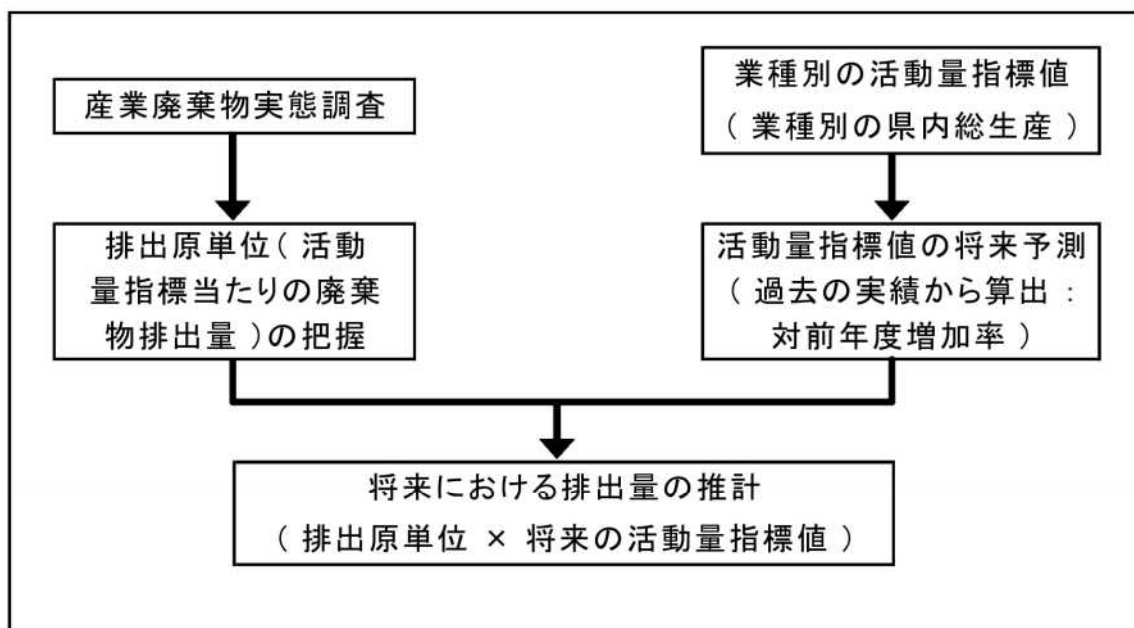 産業廃棄物実態調査
業種別の活動量指標値
（ 業種別の県内総生産 ）
排出原単位（ 活動
量指標当たりの廃棄
物排出量 ）の把握
活動量指標値の将来予測
（ 過去の実績から算出 ：
対前年度増加率 ）
将来における排出量の推計
（ 排出原単位 × 将来の活動量指標値 ）